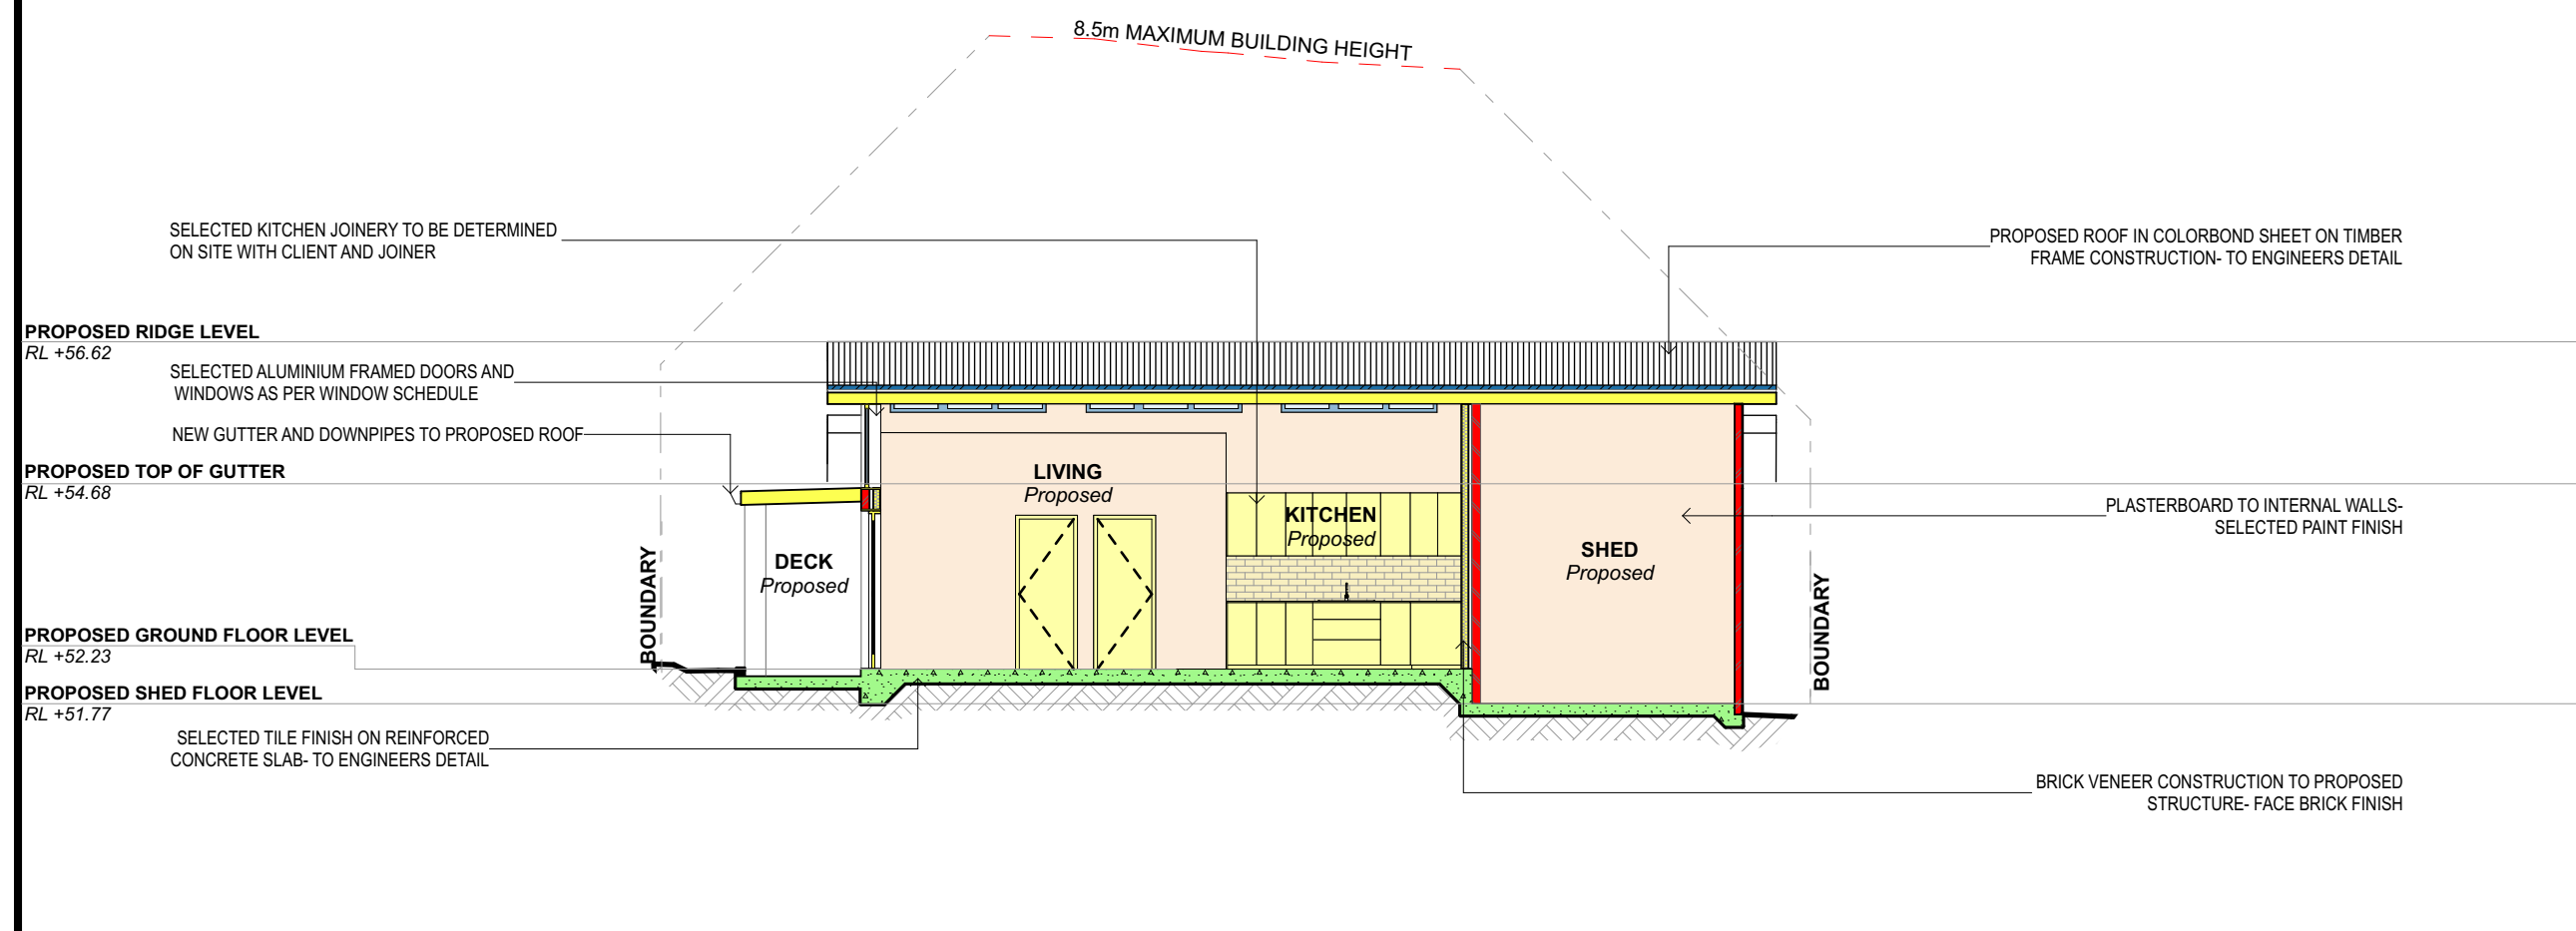 8.5m MAXIMUM BUILDING HEIGHT
SELECTED KITCHEN JOINERY TO BE DETERMINED
ON SITE WITH CLIENT AND JOINER
PROPOSED ROOF IN COLORBOND SHEET ON TIMBER
FRAME CONSTRUCTION- TO ENGINEERS DETAIL
PROPOSED RIDGE LEVEL
RL +56.62
SELECTED ALUMINIUM FRAMED DOORS AND
WINDOWS AS PER WINDOW SCHEDULE
NEW GUTTER AND DOWNPIPES TO PROPOSED ROOF
PROPOSED TOP OF GUTTER
RL +54.68
LIVING
Proposed
KITCHEN
Proposed
PLASTERBOARD TO INTERNAL WALLS-
SELECTED PAINT FINISH
DECK
Proposed
SHED
Proposed
BOUNDARY
BOUNDARY
PROPOSED GROUND FLOOR LEVEL
RL +52.23
PROPOSED SHED FLOOR LEVEL
RL +51.77
SELECTED TILE FINISH ON REINFORCED
CONCRETE SLAB- TO ENGINEERS DETAIL
BRICK VENEER CONSTRUCTION TO PROPOSED
STRUCTURE- FACE BRICK FINISH